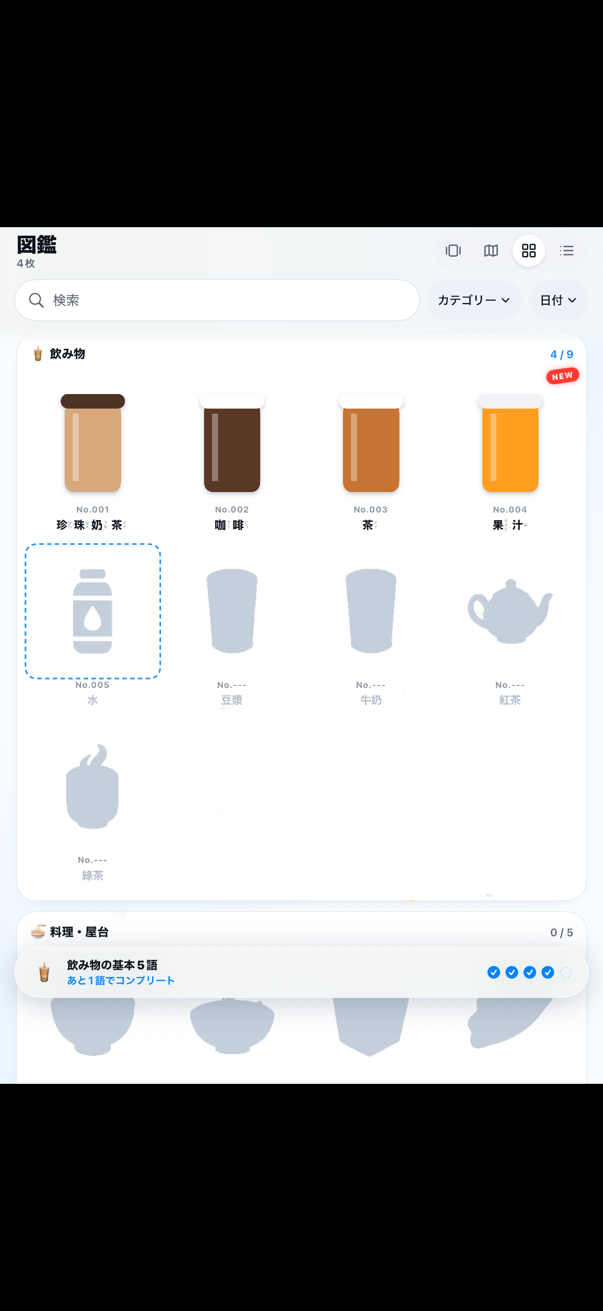 図鑑
4枚
検索
カテゴリー
日付
飲み物
4 / 9
NEW
No.001
No.002
No.003
No.004
珍珠奶茶
咖啡
茶
果汁
No.005
No.---
No.---
No.---
水
豆漿
牛奶
紅茶
No.---
綠茶
料理・屋台
0 / 5
飲み物の基本5語
あと1語でコンプリート